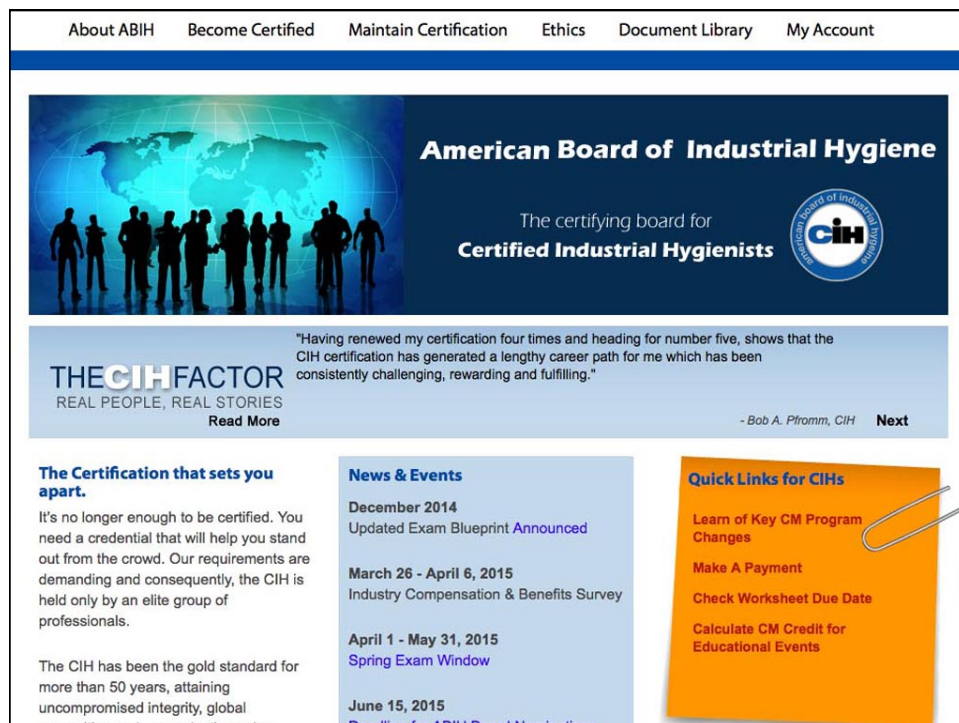 About ABIH Become Certified Maintain Certification Ethics Document Library My Account
American Board of Industrial Hygiene
The certifying board for
Certified Industrial Hygienists
american board of industrial hygeine
CIH
"Having renewed my certification four times and heading for number five, shows that the
CIH certification has generated a lengthy career path for me which has been
consistently challenging, rewarding and fulfilling."
THECIHFACTOR
REAL PEOPLE, REAL STORIES
Read More
- Bob A. Pfromm, CIH Next
The Certification that sets you
apart.
It's no longer enough to be certified. You
need a credential that will help you stand
out from the crowd. Our requirements are
demanding and consequently, the CIH is
held only by an elite group of
professionals.
The CIH has been the gold standard for
more than 50 years, attaining
uncompromised integrity, global
News & Events
December 2014
Updated Exam Blueprint Announced
March 26 - April 6, 2015
Industry Compensation & Benefits Survey
April 1 - May 31, 2015
Spring Exam Window
June 15, 2015
Quick Links for CIHs
Learn of Key CM Program
Changes
Make A Payment
Check Worksheet Due Date
Calculate CM Credit for
Educational Events